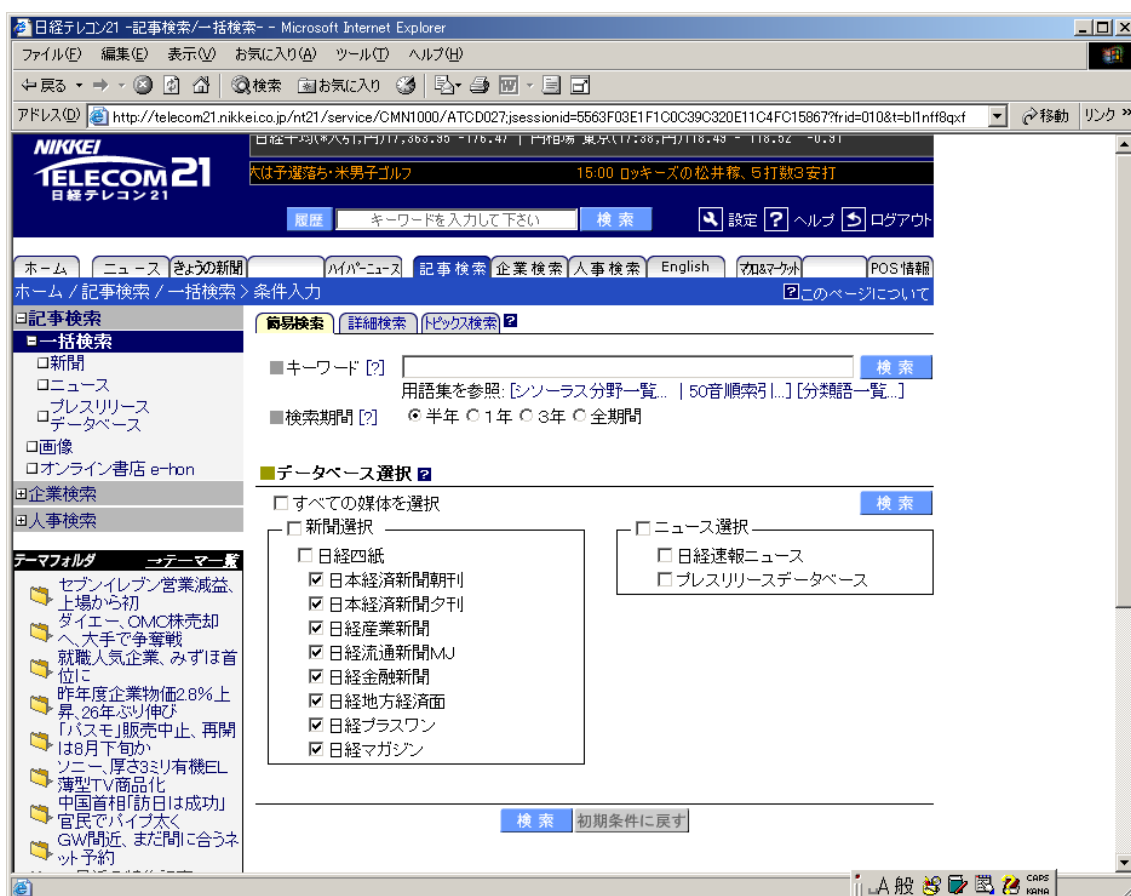 日経テレコン21 -記事検索/一括検索- - Microsoft Internet Explorer
ファイル(F) 編集(E) 表示(V) お気に入り(A) ツール(T) ヘルプ(H)
戻る 検索 お気に入り
アドレス(D) http://telecom21.nikkei.co.jp/nt21/service/CMN1000/ATCD027;jsessionid=5563F03E1F1C0C39C320E11C4FC15867?frid=010&t=bl1nff8qxf 移動 リンク »
NIKKEI
TELECOM21
日経テレコン21
大は予選落ち・米男子ゴルフ 15:00 ロッキーズの松井稼、5打数3安打
履歴 キーワードを入力して下さい 検索 設定 ? ヘルプ ログアウト
ホーム ニュース きょうの新聞 ハイパーニュース 記事検索 企業検索 人事検索 English マクロ&マーケット POS情報
ホーム / 記事検索 / 一括検索 > 条件入力 ?このページについて
記事検索
一括検索
新聞
ニュース
プレスリリース
データベース
画像
オンライン書店 e-hon
企業検索
人事検索
テーマフォルダ →テーマ一覧
セブンイレブン営業減益、
上場から初
ダイエー、OMC株売却
へ、大手で争奪戦
就職人気企業、みずほ首
位に
昨年度企業物価2.8%上
昇、26年ぶり伸び
「パスモ」販売中止、再開
は8月下旬か
ソニー、厚さ3ミリ有機EL
薄型TV商品化
中国首相「訪日は成功」
官民でパイプ太く
GW間近、まだ間に合うネ
ット予約
簡易検索 詳細検索 トピックス検索 ?
■キーワード [?] 検索
用語集を参照: [シソーラス分野一覧... | 50音順索引...] [分類語一覧...]
■検索期間 [?] 半年 1年 3年 全期間
■データベース選択 ?
すべての媒体を選択 検索
新聞選択
日経四紙
日本経済新聞朝刊
日本経済新聞夕刊
日経産業新聞
日経流通新聞MJ
日経金融新聞
日経地方経済面
日経プラスワン
日経マガジン
ニュース選択
日経速報ニュース
プレスリリースデータベース
検索 初期条件に戻す
A 般 CAPS
KANA